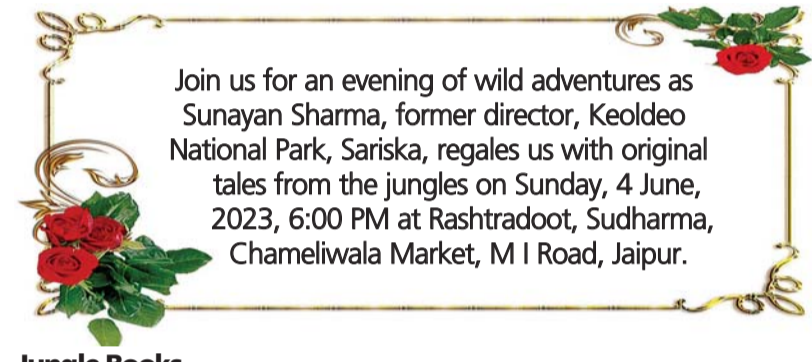 Join us for an evening of wild adventures as
Sunayan Sharma, former director, Keoldeo
National Park, Sariska, regales us with original
tales from the jungles on Sunday, 4 June,
2023, 6:00 PM at Rashtradoot, Sudharma,
Chameliwala Market, M I Road, Jaipur.
Jungle Books